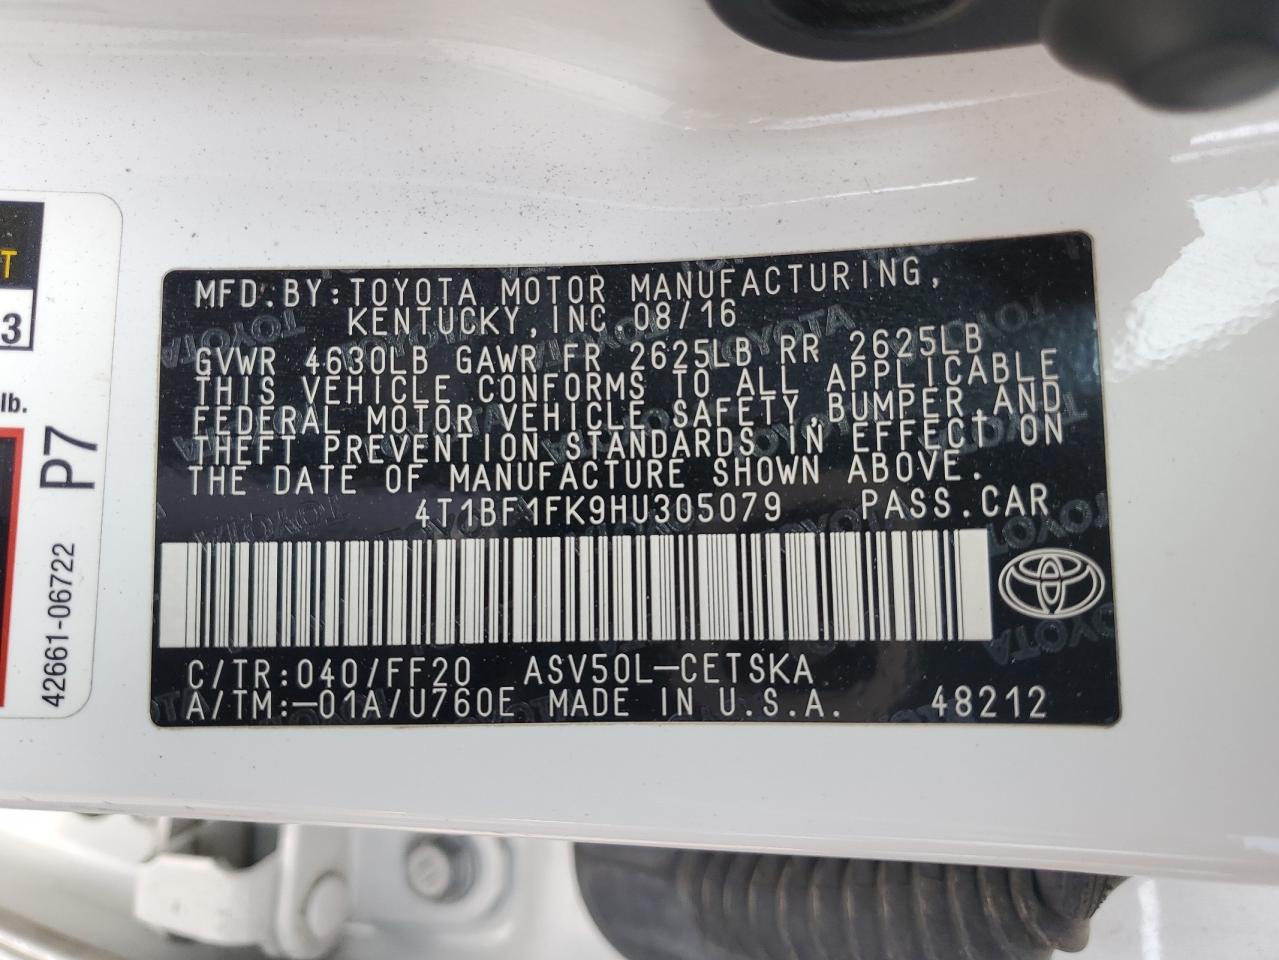 T
3
lb.
P7
42661-06722
MFD.BY:TOYOTA MOTOR MANUFACTURING,
KENTUCKY,INC.08/16
GVWR 4630LB GAWR FR 2625LB RR 2625LB
THIS VEHICLE CONFORMS TO ALL APPLICABLE
FEDERAL MOTOR VEHICLE SAFETY,BUMPER,AND
THEFT PREVENTION STANDARDS IN EFFECT ON
THE DATE OF MANUFACTURE SHOWN ABOVE.
4T1BF1FK9HU305079 PASS.CAR
C/TR:040/FF20 ASV50L-CETSKA
A/TM:-01A/U760E MADE IN U.S.A. 48212